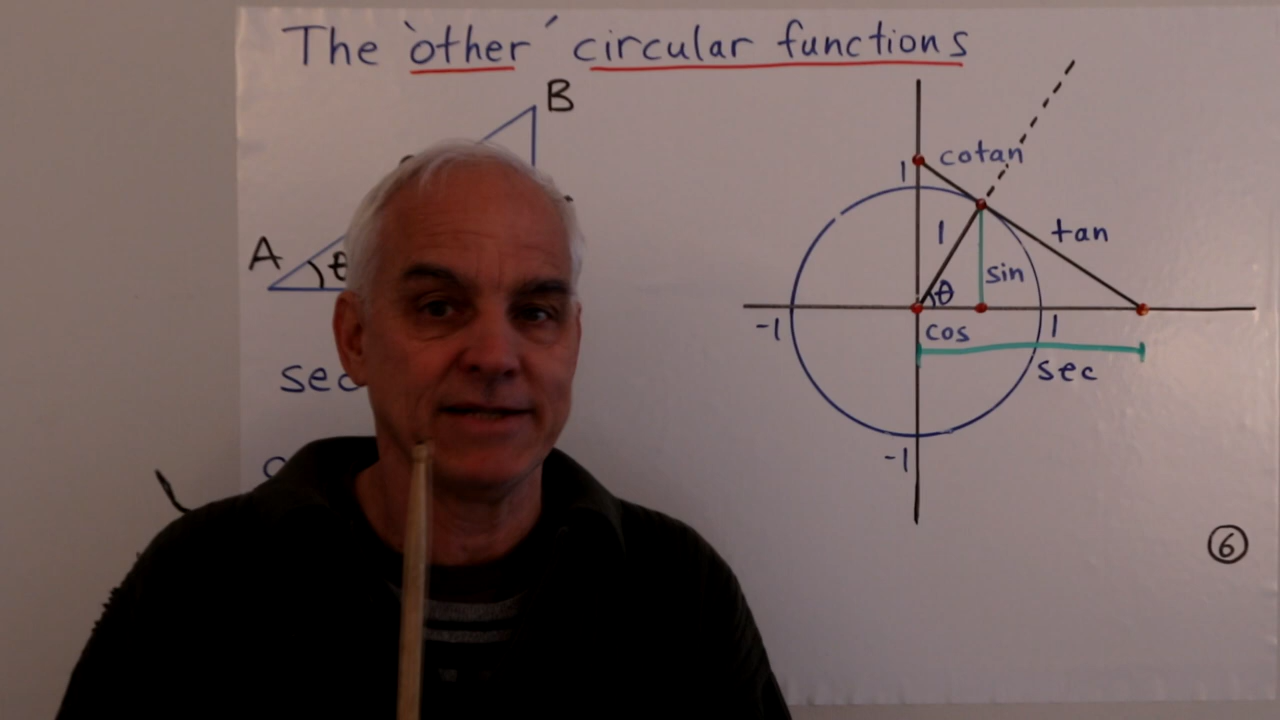 The 'other' circular functions
B
A θ
sec
1 cotan
1 tan
sin
θ
-1 cos 1
sec
-1
6